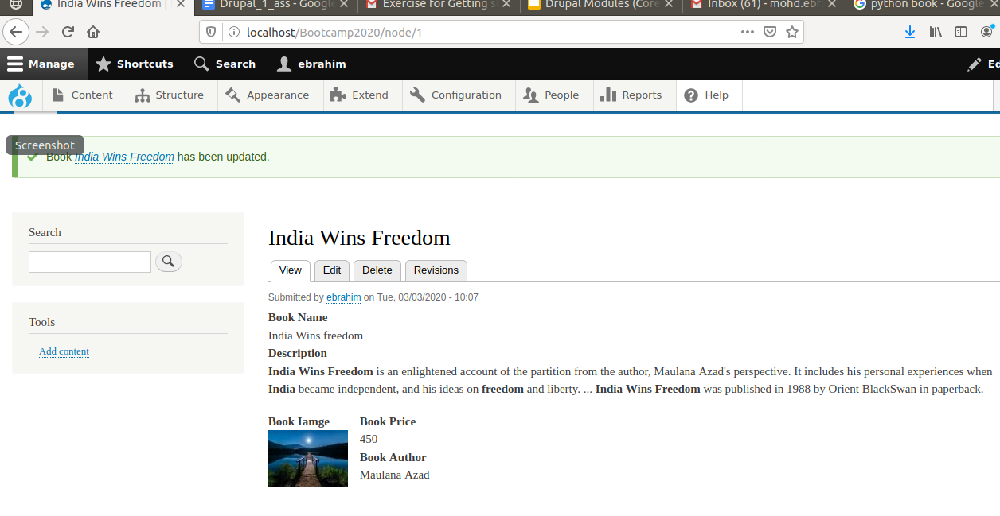 India Wins Freedom |
Drupal_1_ass - Google
Exercise for Getting s
Drupal Modules (Core
Inbox (61) - mohd.ebr
python book - Google
localhost/Bootcamp2020/node/1
Manage Shortcuts Search ebrahim Ed
Content Structure Appearance Extend Configuration People Reports Help
Screenshot
Book India Wins Freedom has been updated.
Search
Tools
Add content
India Wins Freedom
View Edit Delete Revisions
Submitted by ebrahim on Tue, 03/03/2020 - 10:07
Book Name
India Wins freedom
Description
India Wins Freedom is an enlightened account of the partition from the author, Maulana Azad's perspective. It includes his personal experiences when
India became independent, and his ideas on freedom and liberty. ... India Wins Freedom was published in 1988 by Orient BlackSwan in paperback.
Book Iamge
Book Price
450
Book Author
Maulana Azad